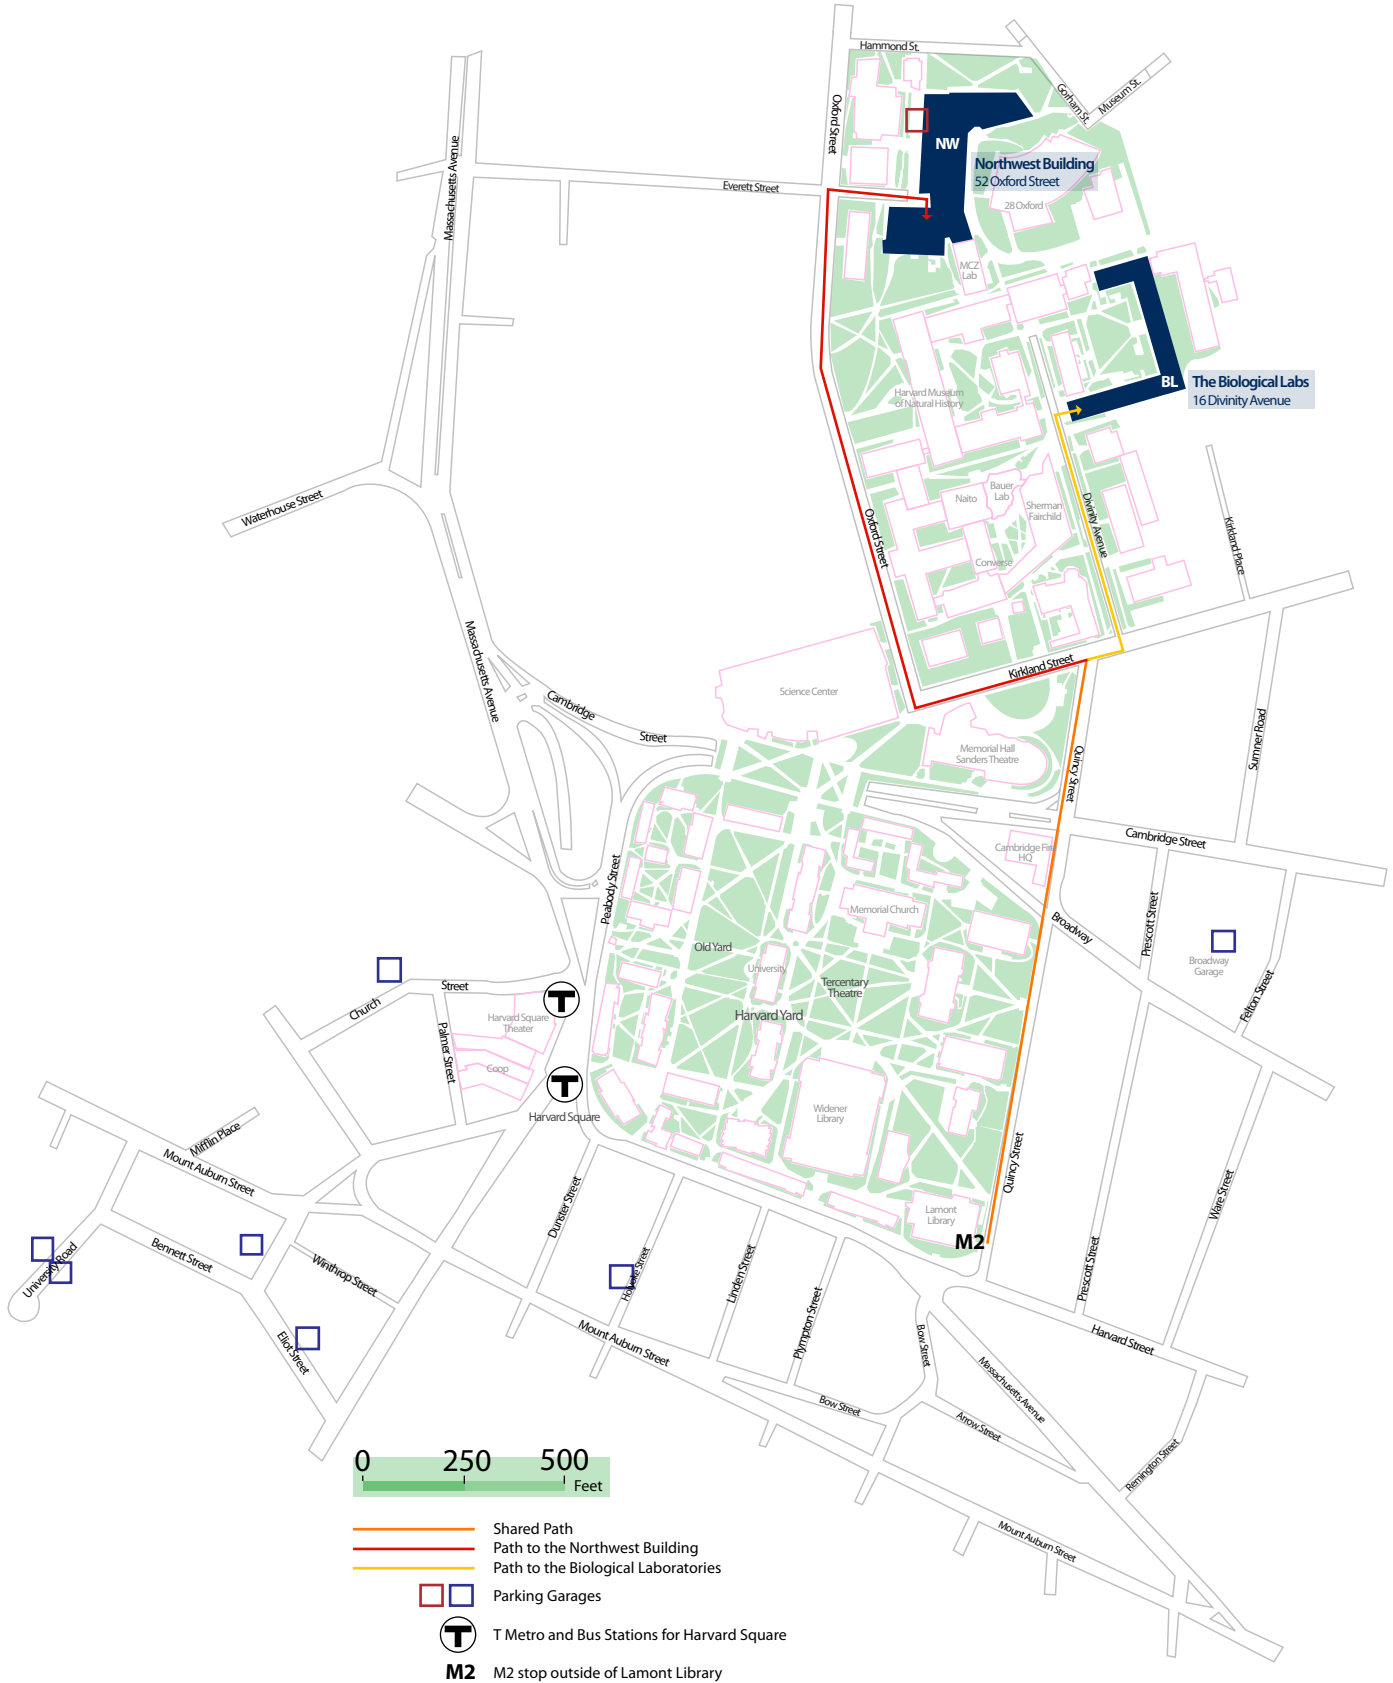 Hammond St.
Gorham St.
Museum St.
Oxford Street
NW
Northwest Building
52 Oxford Street
28 Oxford
Massachusetts Avenue
Everett Street
MCZ
Lab
BL
The Biological Labs
16 Divinity Avenue
Harvard Museum
of Natural History
Waterhouse Street
Naito
Bauer
Lab
Sherman
Fairchild
Divinity Avenue
Oxford Street
Converse
Kirkland Place
Massachusetts Avenue
Kirkland Street
Science Center
Cambridge
Street
Memorial Hall
Sanders Theatre
Quincy Street
Sumner Road
Cambridge Street
Cambridge Fire
HQ
Peabody Street
Memorial Church
Broadway
Prescott Street
Old Yard
University
Tercentary
Theatre
Broadway
Garage
Felton Street
Church
Street
Harvard Square
Theater
Harvard Yard
Palmer Street
Coop
Harvard Square
Widener
Library
Mifflin Place
Mount Auburn Street
Quincy Street
Ware Street
Dunster Street
Lamont
Library
M2
University Road
Bennett Street
Winthrop Street
Holyoke Street
Linden Street
Prescott Street
Eliot Street
Mount Auburn Street
Plympton Street
Bow Street
Harvard Street
Massachusetts Avenue
Bow Street
Arrow Street
Remington Street
Mount Auburn Street
0 250 500
Feet
Shared Path
Path to the Northwest Building
Path to the Biological Laboratories
Parking Garages
T T Metro and Bus Stations for Harvard Square
M2 M2 stop outside of Lamont Library